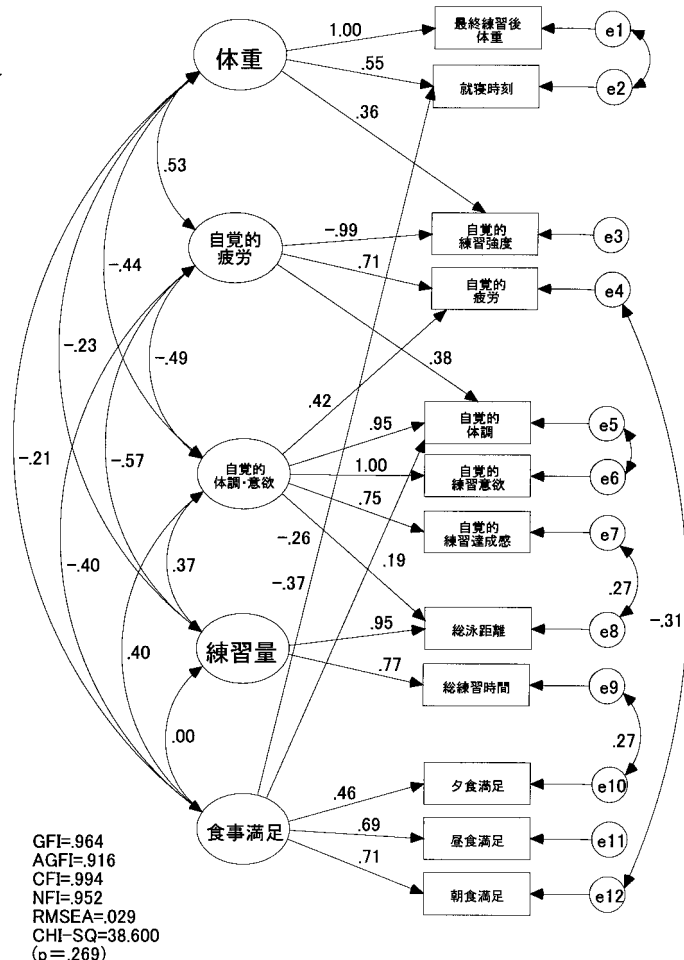 1.00
最終練習後
体重
e1
体重
.55
就寝時刻
e2
.36
.53
自覚的
疲労
-.99
自覚的
練習強度
e3
.71
自覚的
疲労
e4
-.44
-.23
-.49
.38
.42
自覚的
体調
e5
.95
-.21
-.57
自覚的
体調・意欲
1.00
自覚的
練習意欲
e6
.75
自覚的
練習達成感
e7
-.26
.19
-.37
.37
-.40
.27
-.31
練習量
.95
総泳距離
e8
.77
総練習時間
e9
.40
.00
.27
食事満足
.46
夕食満足
e10
.69
昼食満足
e11
.71
朝食満足
e12
GFI=.964
AGFI=.916
CFI=.994
NFI=.952
RMSEA=.029
CHI-SQ=38.600
(p=.269)